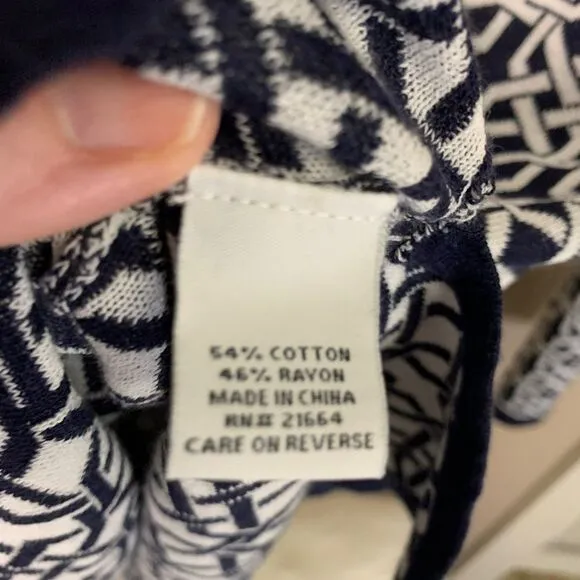 54% COTTON
46% RAYON
MADE IN CHINA
RN# 21664
CARE ON REVERSE